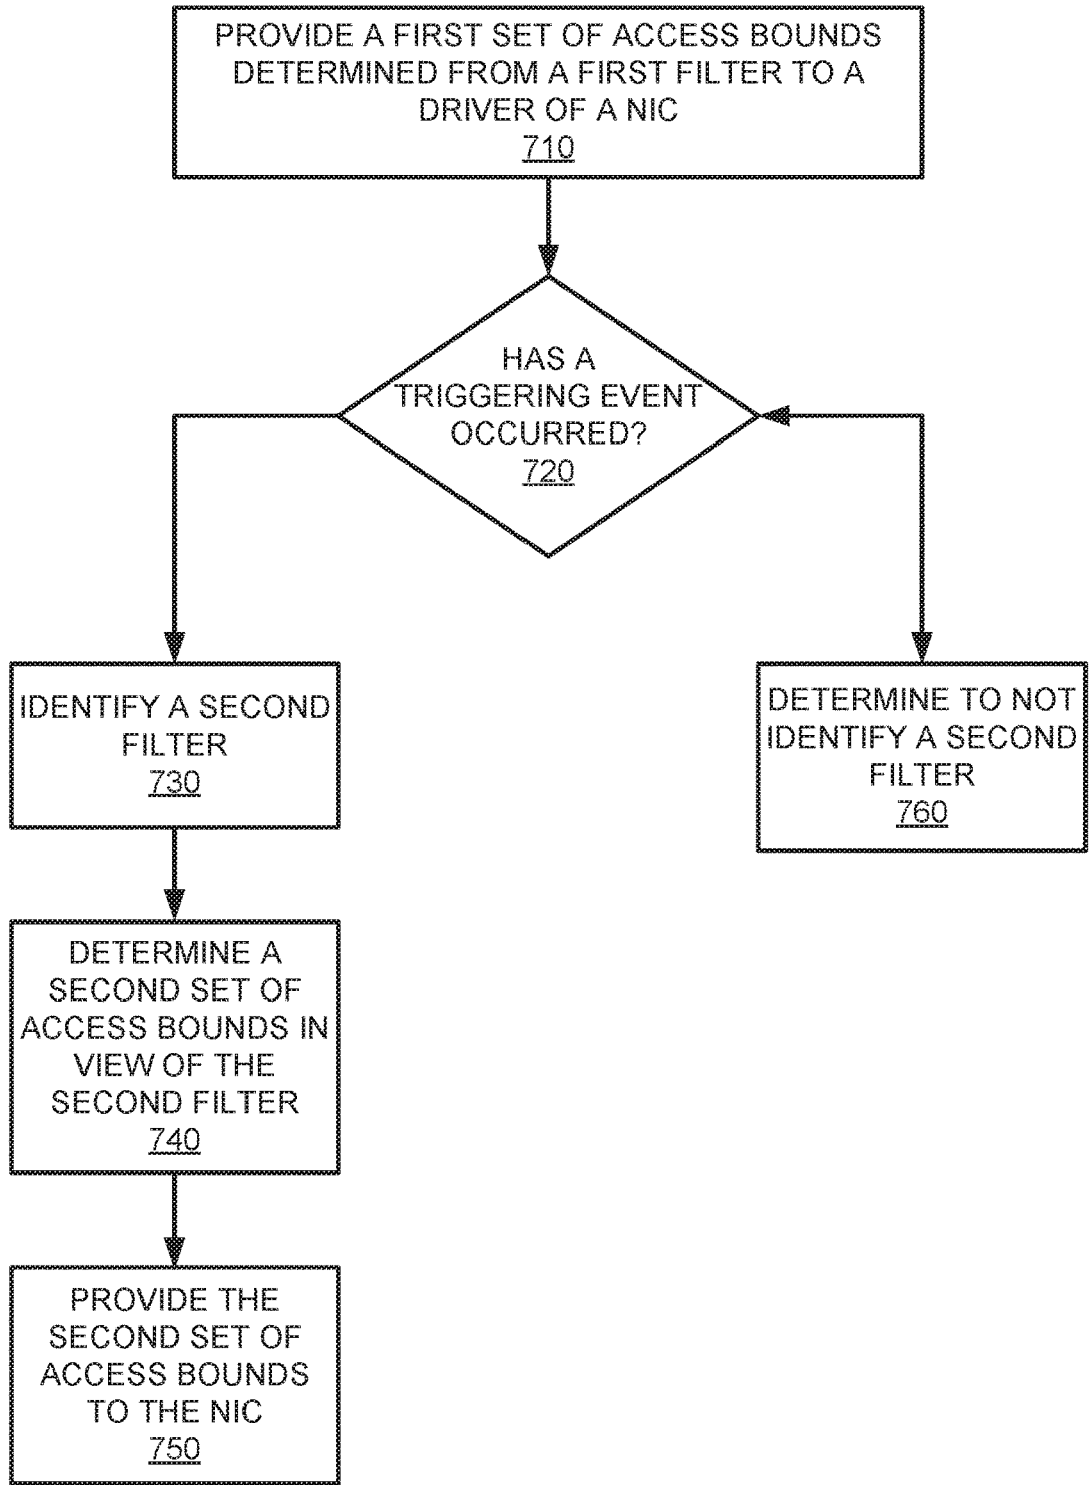 PROVIDE A FIRST SET OF ACCESS BOUNDS
DETERMINED FROM A FIRST FILTER TO A
DRIVER OF A NIC
710
HAS A
TRIGGERING EVENT
OCCURRED?
720
IDENTIFY A SECOND
FILTER
730
DETERMINE TO NOT
IDENTIFY A SECOND
FILTER
760
DETERMINE A
SECOND SET OF
ACCESS BOUNDS IN
VIEW OF THE
SECOND FILTER
740
PROVIDE THE
SECOND SET OF
ACCESS BOUNDS
TO THE NIC
750